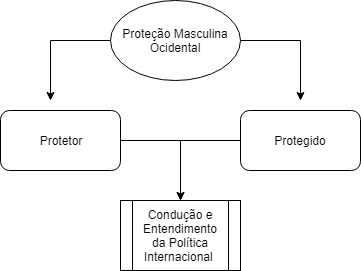 Proteção Masculina
Ocidental
Protetor
Protegido
Condução e
Entendimento
da Política
Internacional